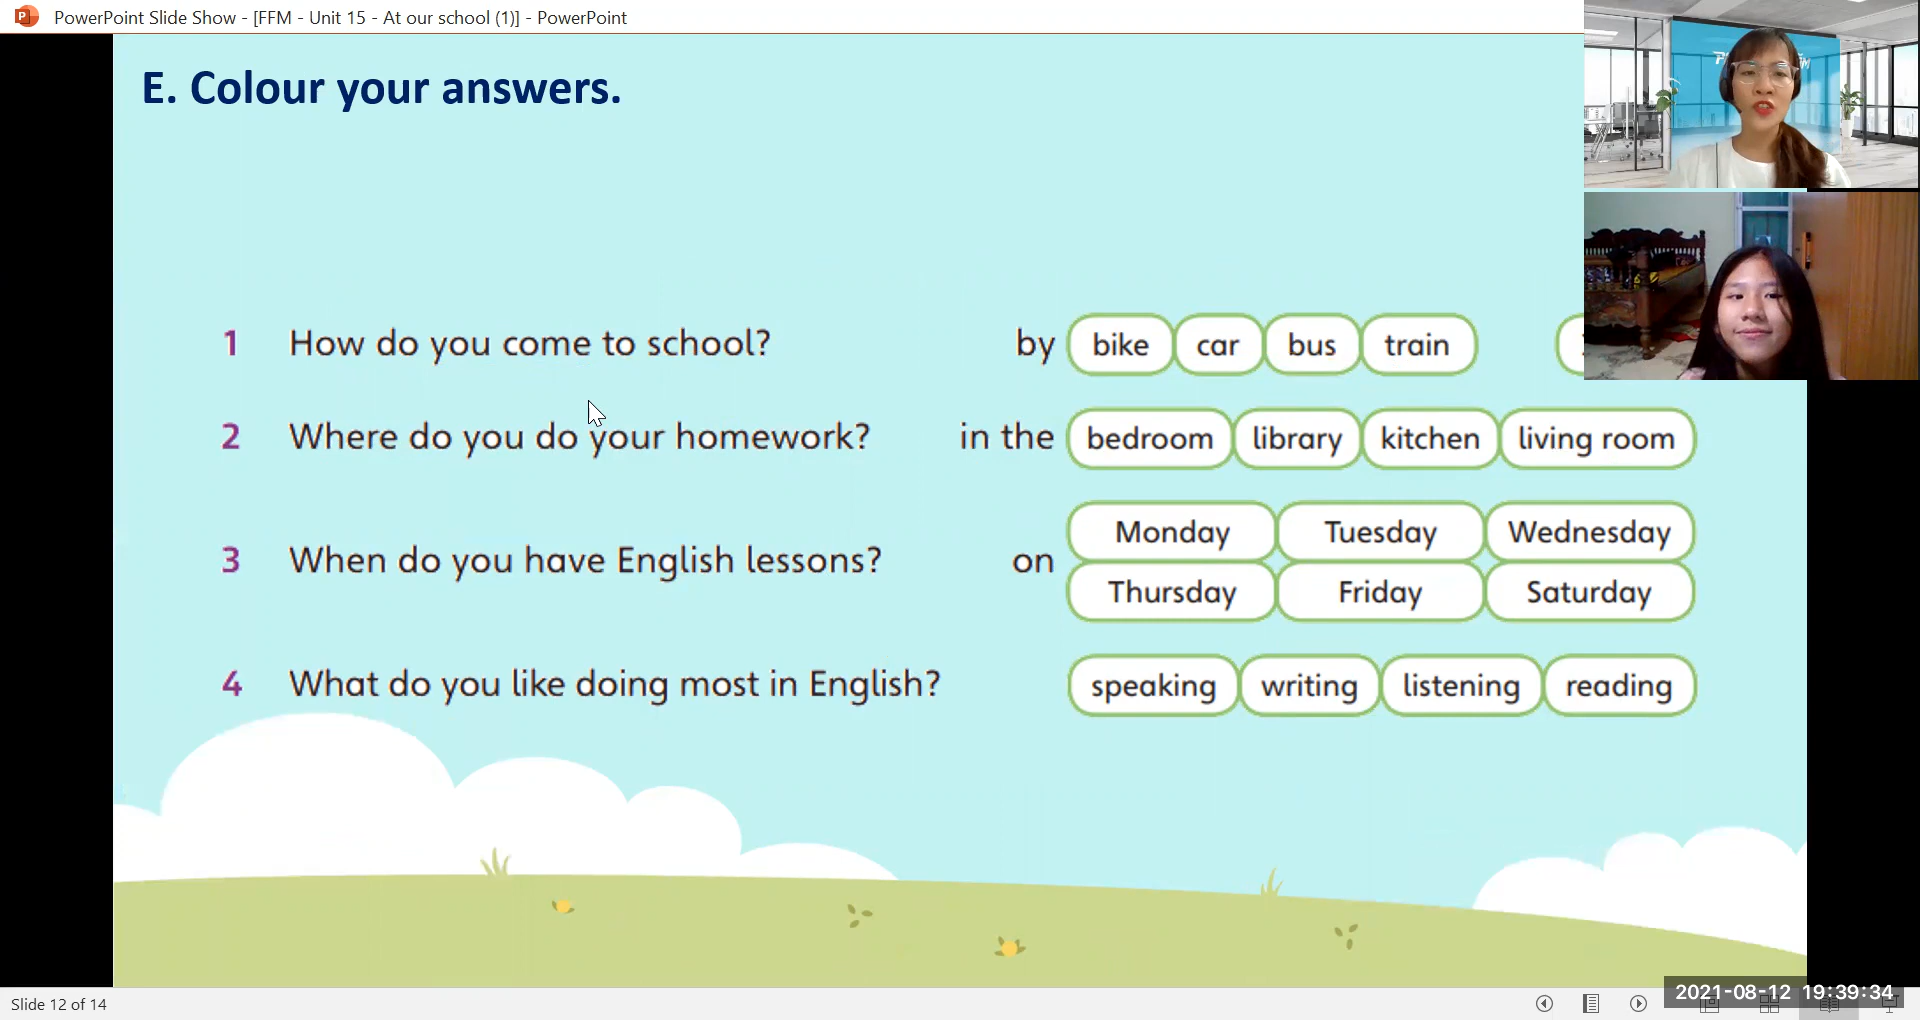 PowerPoint Slide Show - [FFM - Unit 15 - At our school (1)] - PowerPoint
E. Colour your answers.
1 How do you come to school? by bike car bus train
2 Where do you do your homework? in the bedroom library kitchen living room
3 When do you have English lessons? on Monday Tuesday Wednesday
Thursday Friday Saturday
4 What do you like doing most in English? speaking writing listening reading
Slide 12 of 14
2021-08-12 19:39:34